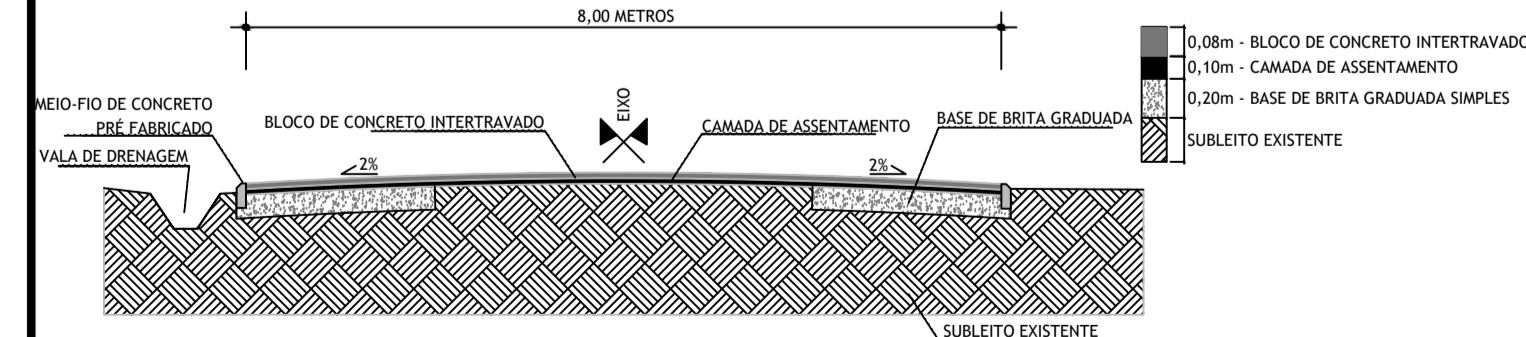 8,00 METROS
0,08m - BLOCO DE CONCRETO INTERTRAVADO
0,10m - CAMADA DE ASSENTAMENTO
0,20m - BASE DE BRITA GRADUADA SIMPLES
SUBLEITO EXISTENTE
MEIO-FIO DE CONCRETO
PRÉ FABRICADO
VALA DE DRENAGEM
BLOCO DE CONCRETO INTERTRAVADO
EIXO
CAMADA DE ASSENTAMENTO
BASE DE BRITA GRADUADA
2%
2%
SUBLEITO EXISTENTE